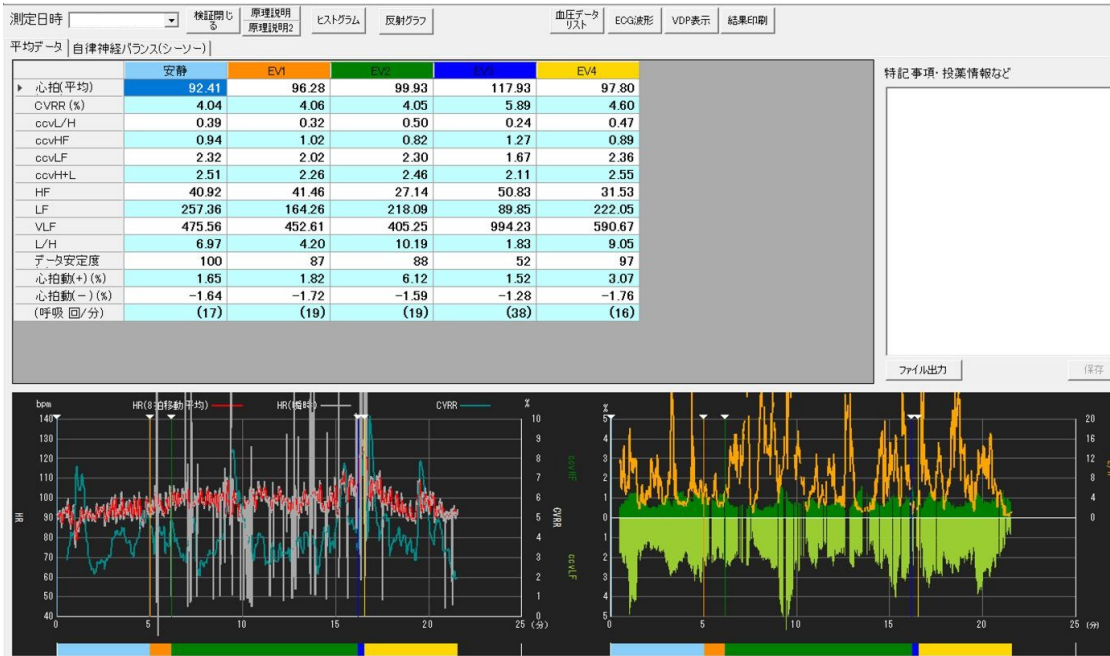 測定日時
検証閉じる
原理説明
原理説明2
ヒストグラム
反射グラフ
血圧データリスト
ECG波形
VDP表示
結果印刷
平均データ 自律神経バランス(シーソー)
安静 EV1 EV2 EV3 EV4
心拍(平均) 92.41 96.28 99.93 117.93 97.80
CVRR (%) 4.04 4.06 4.05 5.89 4.60
ccvL/H 0.39 0.32 0.50 0.24 0.47
ccvHF 0.94 1.02 0.82 1.27 0.89
ccvLF 2.32 2.02 2.30 1.67 2.36
ccvH+L 2.51 2.26 2.46 2.11 2.55
HF 40.92 41.46 27.14 50.83 31.53
LF 257.36 164.26 218.09 89.85 222.05
VLF 475.56 452.61 405.25 994.23 590.67
L/H 6.97 4.20 10.19 1.83 9.05
データ安定度 100 87 88 52 97
心拍動(+)(%) 1.65 1.82 6.12 1.52 3.07
心拍動(－)(%) -1.64 -1.72 -1.59 -1.28 -1.76
(呼吸 回/分) (17) (19) (19) (38) (16)
特記事項・投薬情報など
ファイル出力
保存
bpm HR(8拍移動平均) HR(瞬時) CVRR %
140 10
130 9
120 8
110 7
100 6
90 5
80 4
70 3
60 2
50 1
40 0
HR
CVRR
0 5 10 15 20 25 (分)
%
5 20
4 16
3 12
2 8
1 4
0 0
1
2
3
4
5
ccvHF
ccvLF
0 5 10 15 20 25 (分)